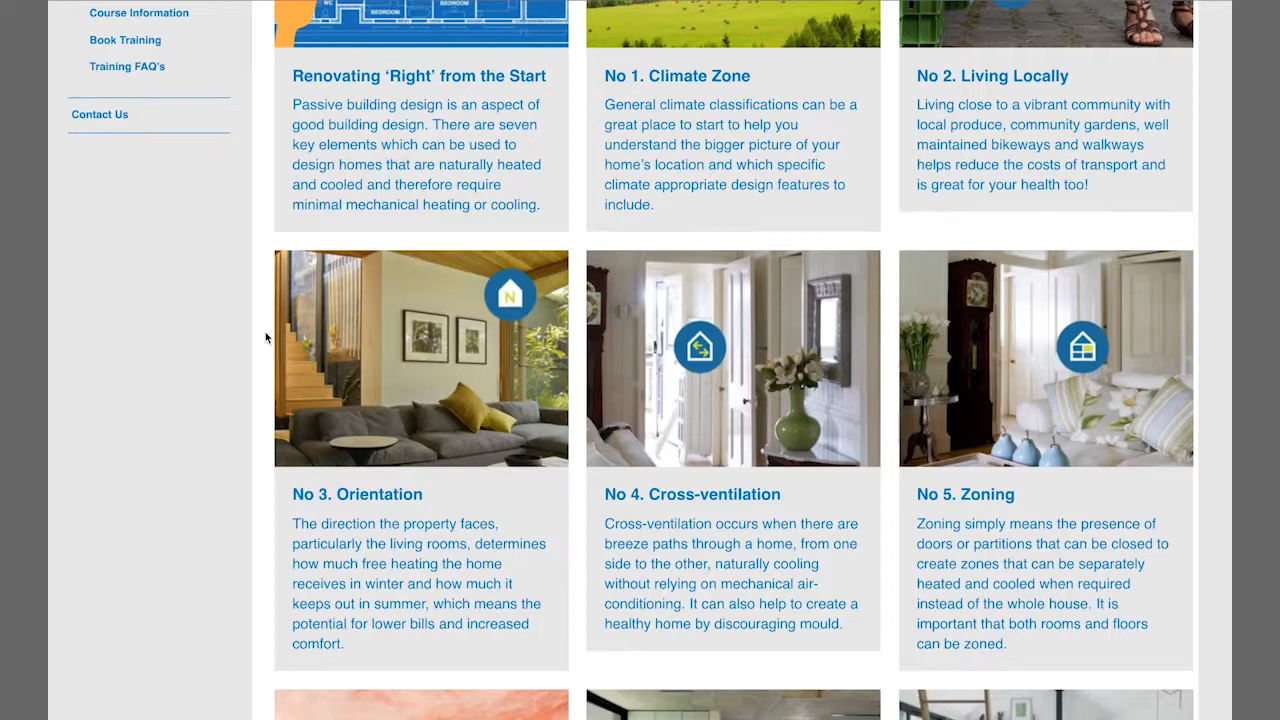 Course Information
Book Training
Training FAQ's
Contact Us
WC
BEDROOM
BEDROOM
Renovating ‘Right’ from the Start
Passive building design is an aspect of
good building design. There are seven
key elements which can be used to
design homes that are naturally heated
and cooled and therefore require
minimal mechanical heating or cooling.
No 1. Climate Zone
General climate classifications can be a
great place to start to help you
understand the bigger picture of your
home’s location and which specific
climate appropriate design features to
include.
No 2. Living Locally
Living close to a vibrant community with
local produce, community gardens, well
maintained bikeways and walkways
helps reduce the costs of transport and
is great for your health too!
N
No 3. Orientation
The direction the property faces,
particularly the living rooms, determines
how much free heating the home
receives in winter and how much it
keeps out in summer, which means the
potential for lower bills and increased
comfort.
No 4. Cross-ventilation
Cross-ventilation occurs when there are
breeze paths through a home, from one
side to the other, naturally cooling
without relying on mechanical air-
conditioning. It can also help to create a
healthy home by discouraging mould.
No 5. Zoning
Zoning simply means the presence of
doors or partitions that can be closed to
create zones that can be separately
heated and cooled when required
instead of the whole house. It is
important that both rooms and floors
can be zoned.